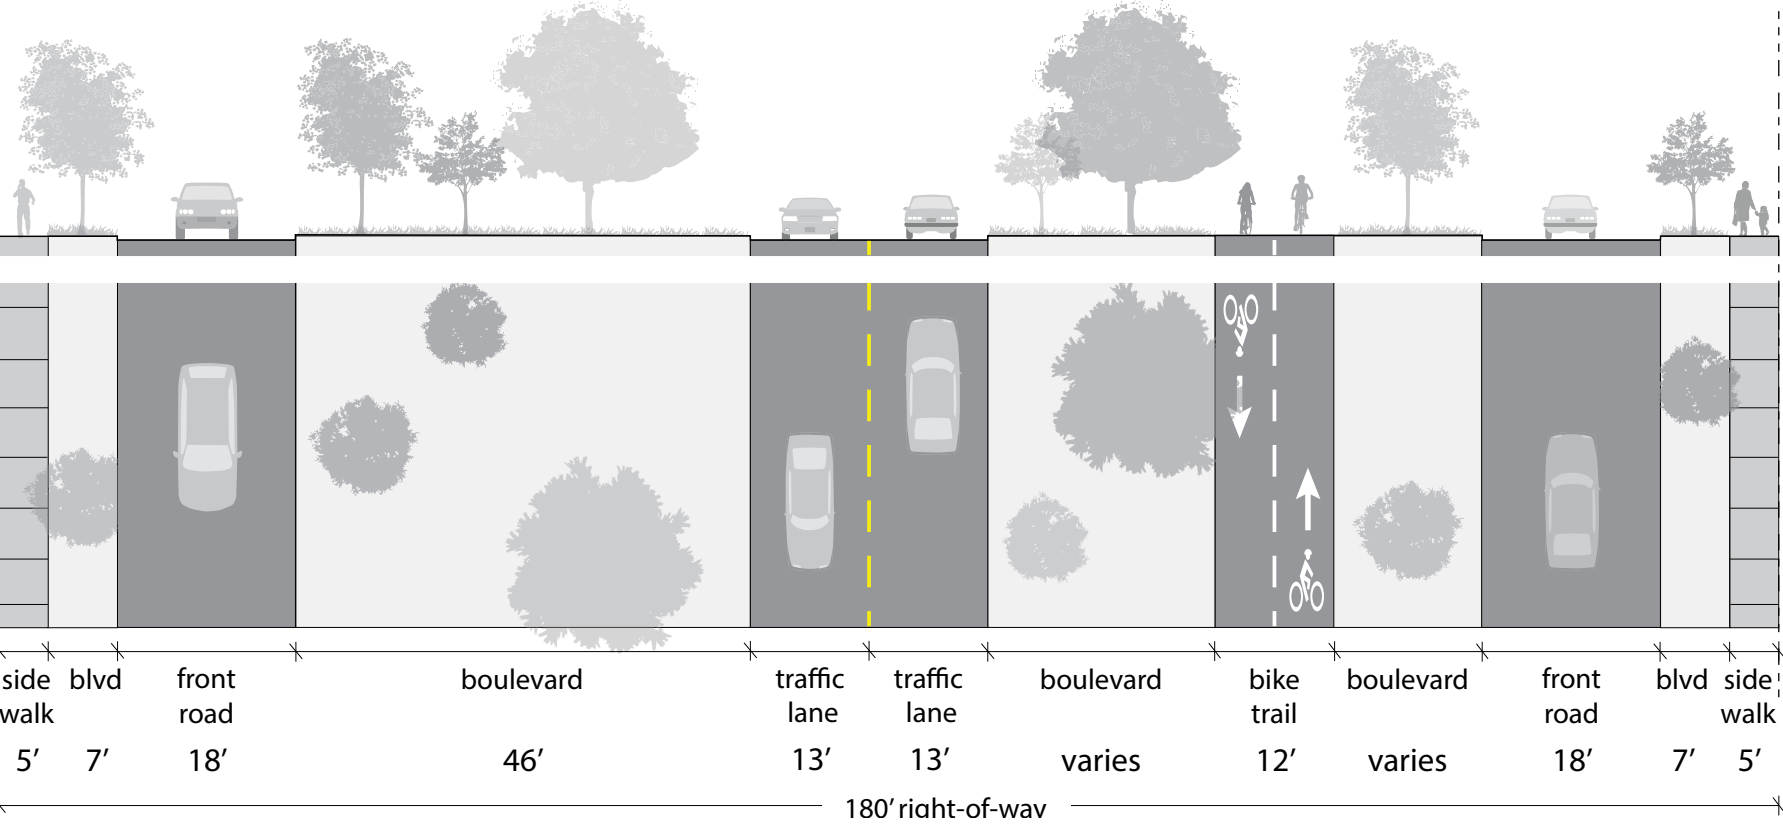 side blvd front boulevard traffic traffic boulevard bike boulevard front blvd side
walk road lane lane trail road walk
5’ 7’ 18’ 46’ 13’ 13’ varies 12’ varies 18’ 7’ 5’
180’ right-of-way